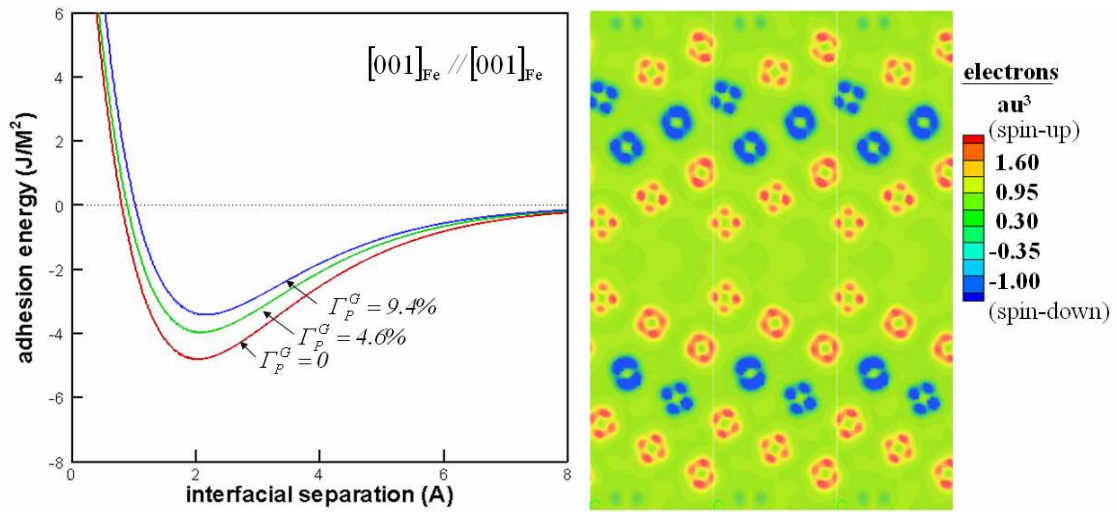 6
4
2
0
-2
-4
-6
-8
adhesion energy (J/M²)
[001]Fe // [001]Fe
Γ_P^G = 9.4%
Γ_P^G = 4.6%
Γ_P^G = 0
0
2
4
6
8
interfacial separation (A)
electrons
au³
(spin-up)
1.60
0.95
0.30
-0.35
-1.00
(spin-down)